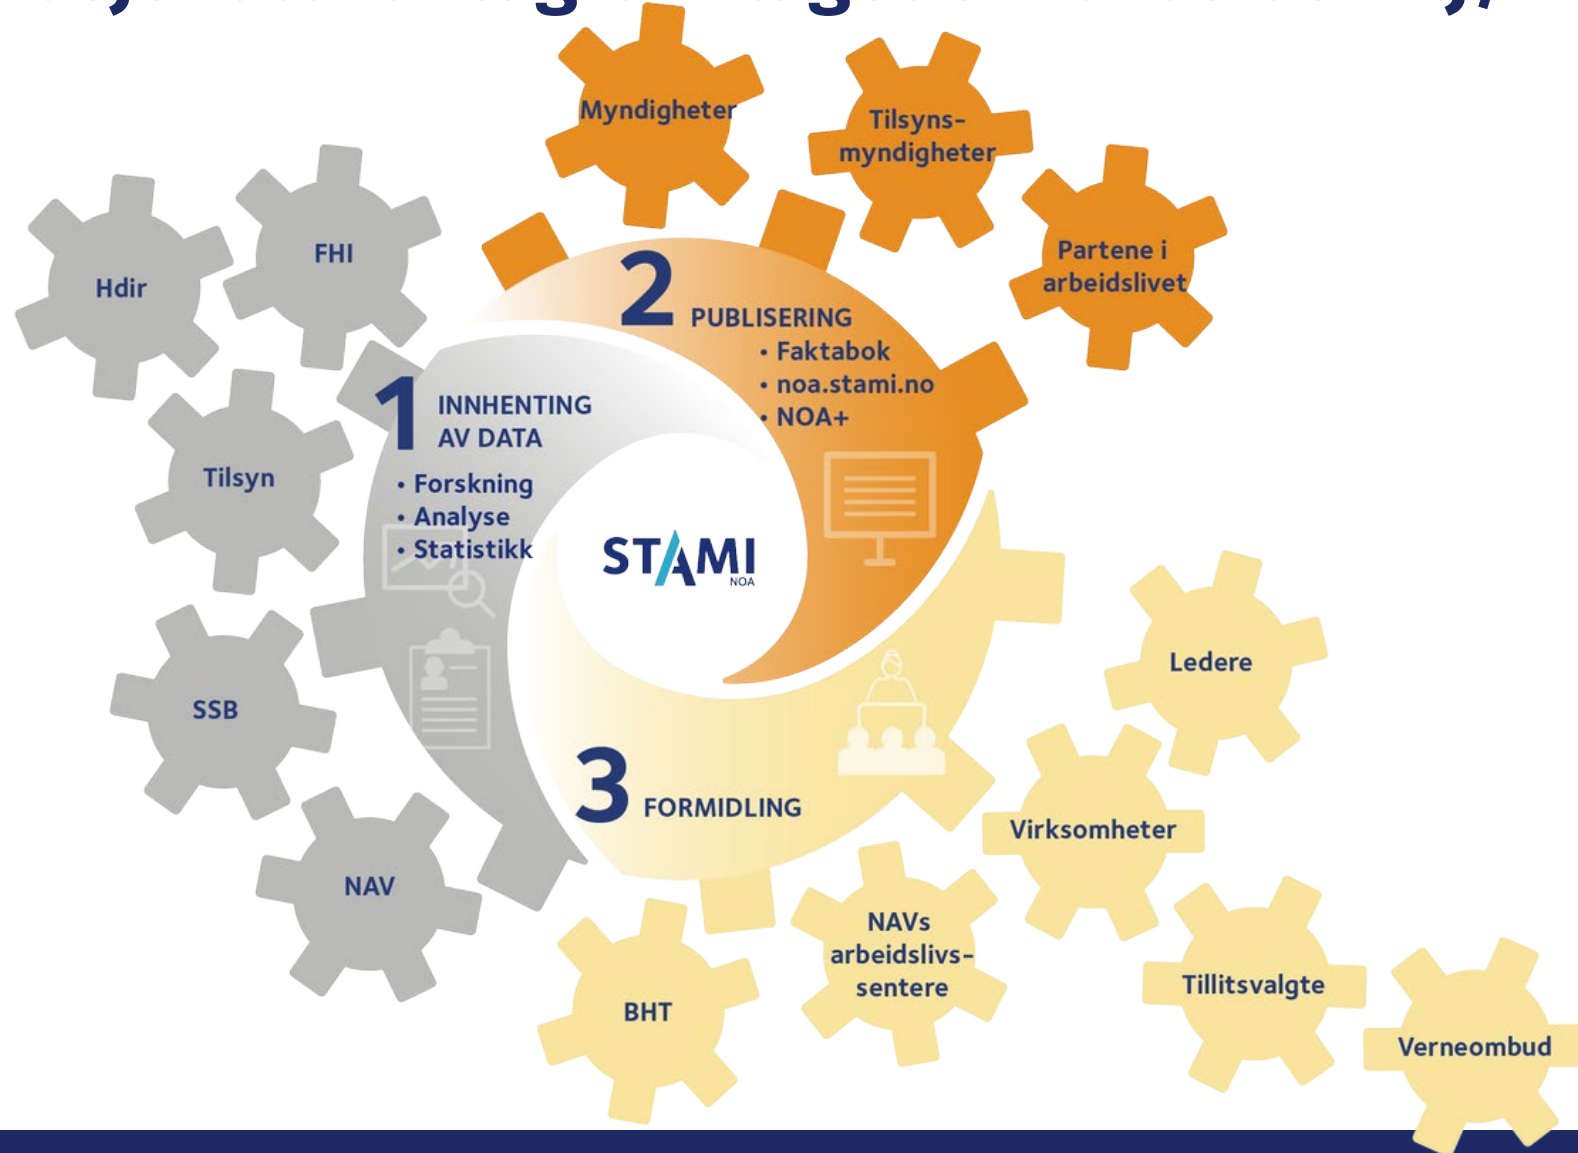 Myndigheter
Tilsyns-
myndigheter
Partene i
arbeidslivet
FHI
Hdir
Tilsyn
SSB
NAV
2
PUBLISERING
• Faktabok
• noa.stami.no
• NOA+
1
INNHENTING
AV DATA
• Forskning
• Analyse
• Statistikk
STAMI
NOA
3
FORMIDLING
Ledere
Virksomheter
NAVs
arbeidslivs-
sentere
BHT
Tillitsvalgte
Verneombud